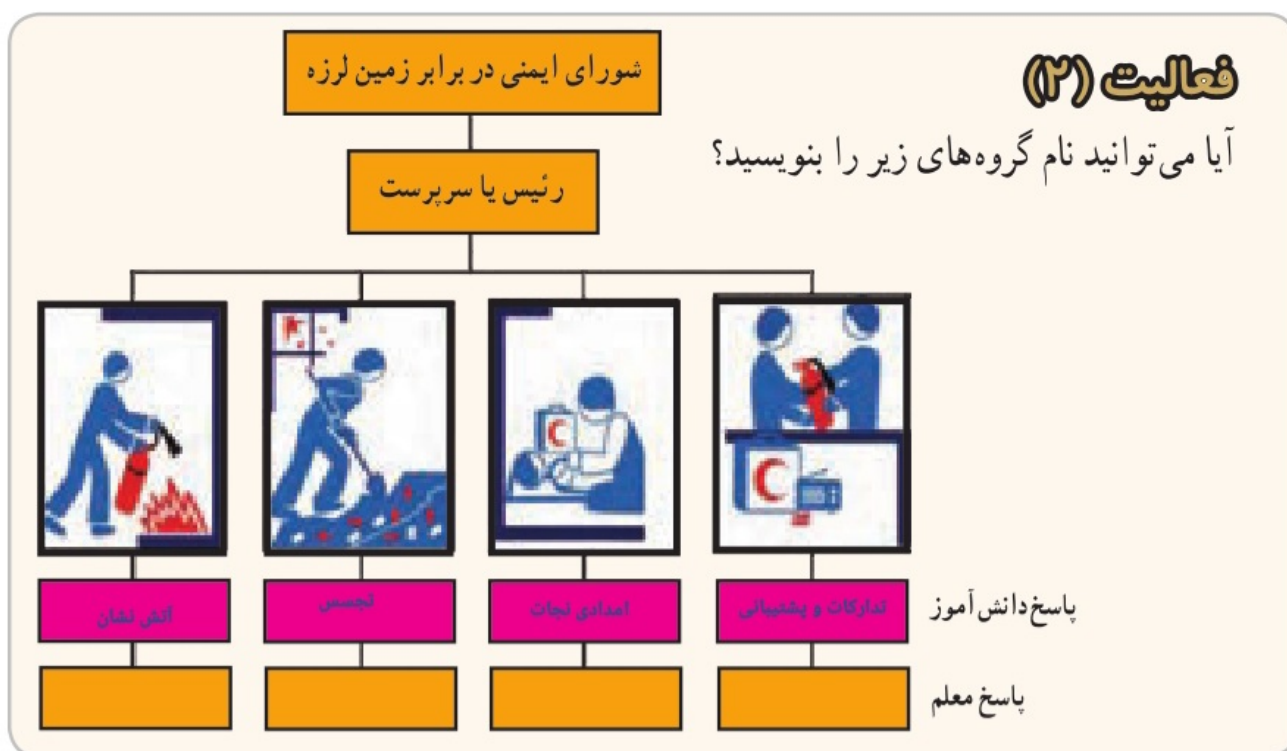 فعالیت (۲)
آیا می‌توانید نام گروه‌های زیر را بنویسید؟
شورای ایمنی در برابر زمین لرزه
رئیس یا سرپرست
پاسخ دانش‌آموز
تدارکات و پشتیبانی
امدادی نجات
تجسس
آتش نشان
پاسخ معلم